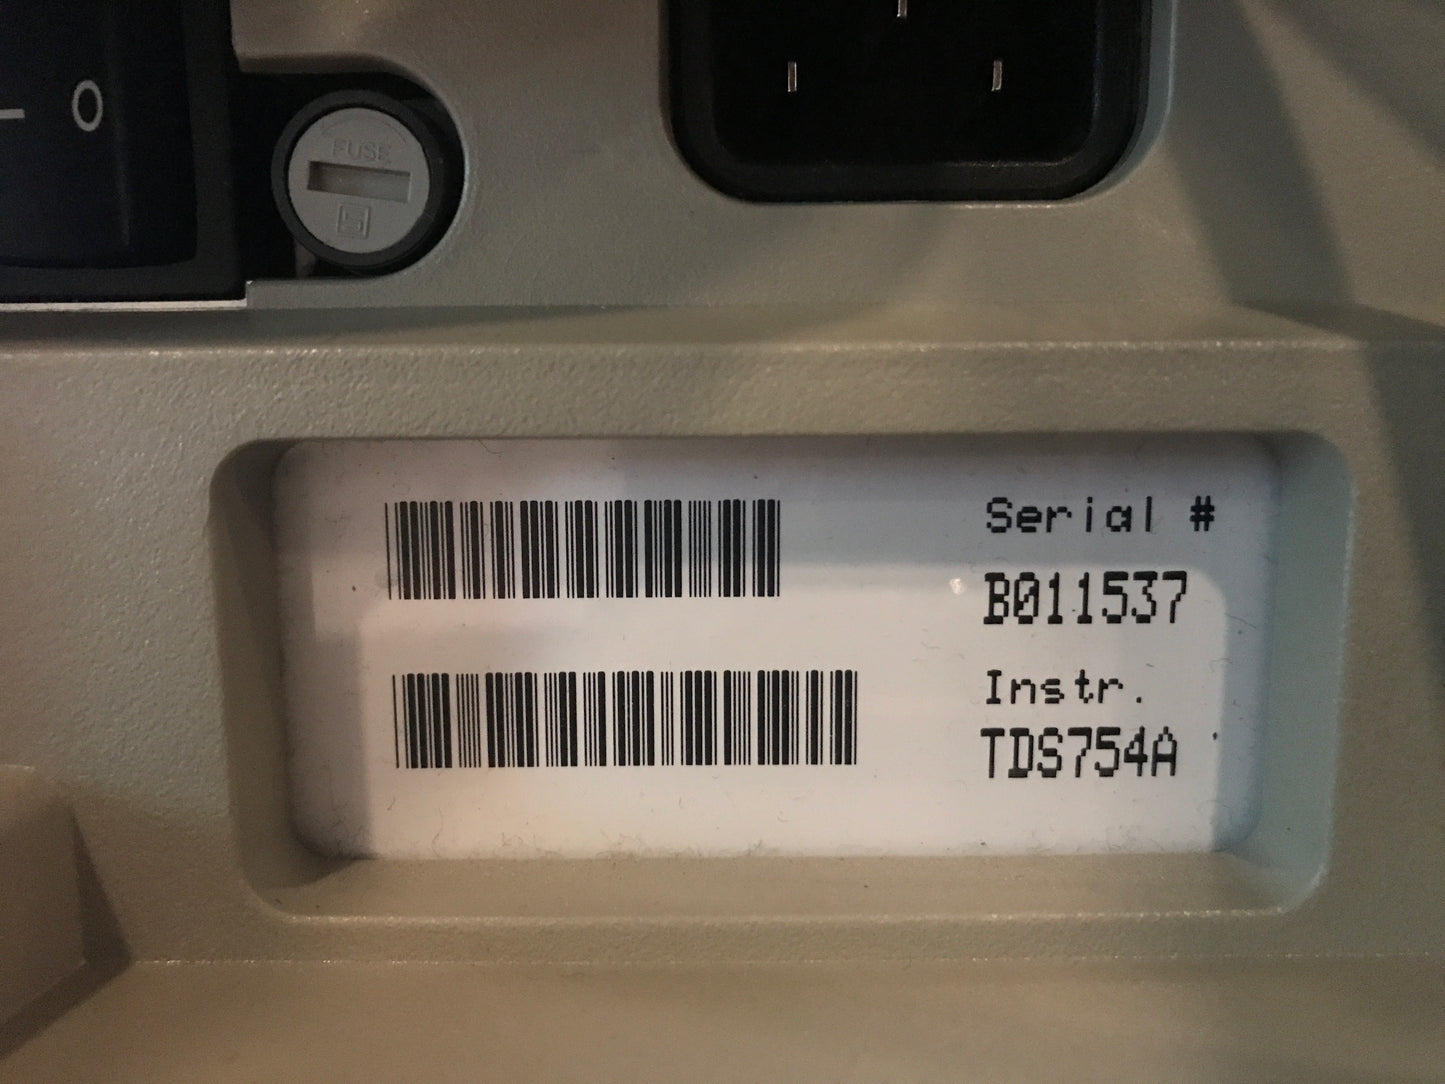 O
FUSE
Serial #
B011537
Instr.
TDS754A